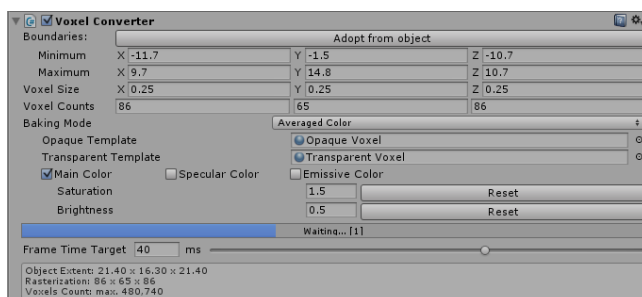 Voxel Converter
Boundaries: Adopt from object
Minimum X -11.7 Y -1.5 Z -10.7
Maximum X 9.7 Y 14.8 Z 10.7
Voxel Size X 0.25 Y 0.25 Z 0.25
Voxel Counts 86 65 86
Baking Mode Averaged Color
Opaque Template Opaque Voxel
Transparent Template Transparent Voxel
Main Color Specular Color Emissive Color
Saturation 1.5 Reset
Brightness 0.5 Reset
Waiting... [1]
Frame Time Target 40 ms
Object Extent: 21.40 x 16.30 x 21.40
Rasterization: 86 x 65 x 86
Voxels Count: max. 480,740